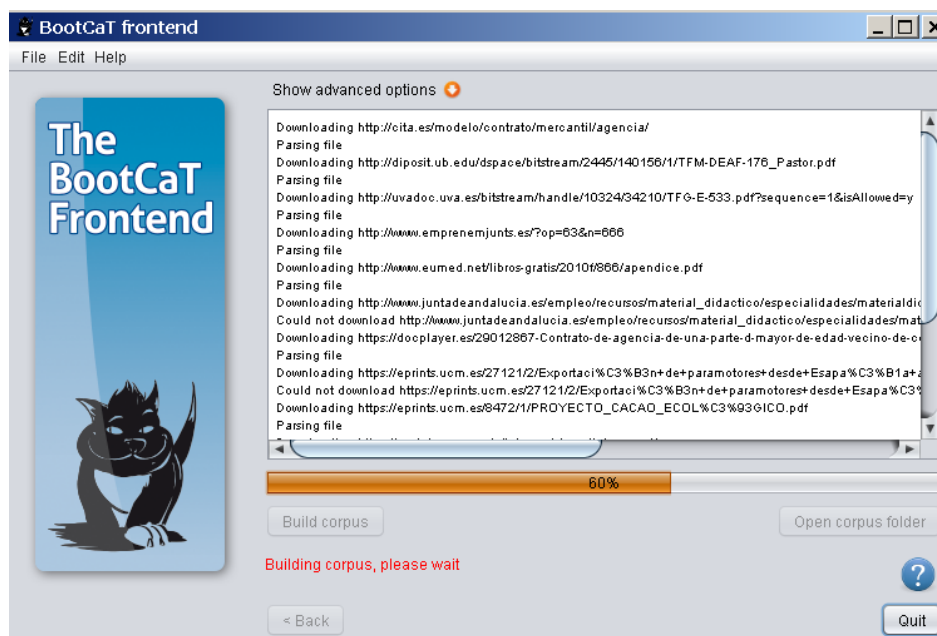 BootCaT frontend
File Edit Help
The
BootCaT
Frontend
Show advanced options
Downloading http://cita.es/modelo/contrato/mercantil/agencia/
Parsing file
Downloading http://diposit.ub.edu/dspace/bitstream/2445/140156/1/TFM-DEAF-176_Pastor.pdf
Parsing file
Downloading http://uvadoc.uva.es/bitstream/handle/10324/34210/TFG-E-533.pdf?sequence=1&isAllowed=y
Parsing file
Downloading http://www.emprenemjunts.es/?op=63&n=666
Parsing file
Downloading http://www.eumed.net/libros-gratis/2010f/866/apendice.pdf
Parsing file
Downloading http://www.juntadeandalucia.es/empleo/recursos/material_didactico/especialidades/materialdic
Could not download http://www.juntadeandalucia.es/empleo/recursos/material_didactico/especialidades/mat
Downloading https://docplayer.es/29012867-Contrato-de-agencia-de-una-parte-d-mayor-de-edad-vecino-de-c
Parsing file
Downloading https://eprints.ucm.es/27121/2/Exportaci%C3%B3n+de+paramotores+desde+Esapa%C3%B1a+a
Could not download https://eprints.ucm.es/27121/2/Exportaci%C3%B3n+de+paramotores+desde+Esapa%C3%
Downloading https://eprints.ucm.es/8472/1/PROYECTO_CACAO_ECOL%C3%93GICO.pdf
Parsing file
60%
Build corpus
Open corpus folder
Building corpus, please wait
?
< Back
Quit